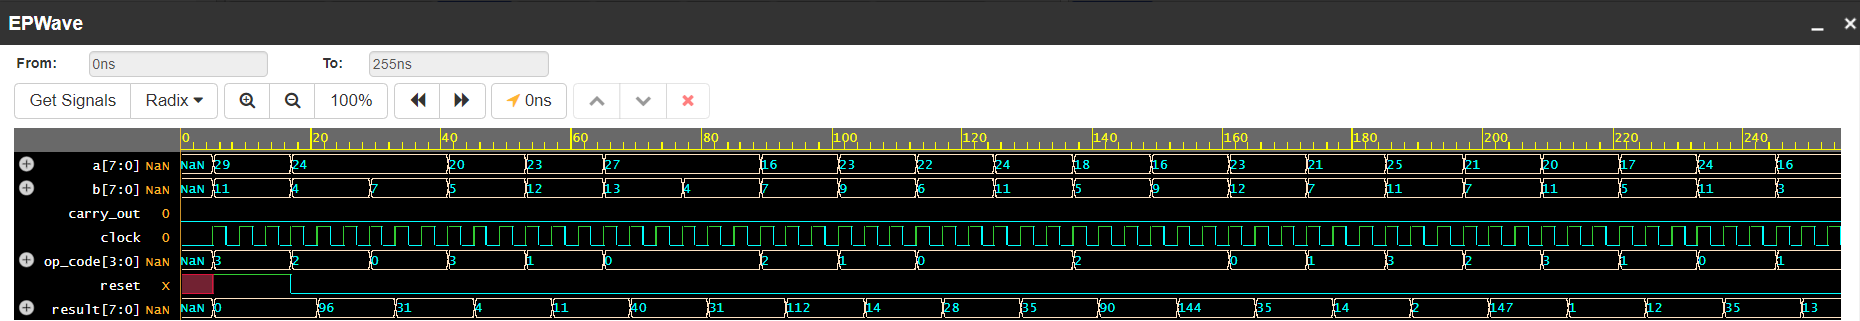 EPWave
From: 0ns To: 255ns
Get Signals Radix 100% 0ns
0 20 40 60 80 100 120 140 160 180 200 220 240
a[7:0] NaN NaN 29 24 20 23 27 16 23 22 24 18 16 23 21 25 21 20 17 24 16
b[7:0] NaN NaN 11 4 7 5 12 13 4 7 9 6 11 5 9 12 7 11 7 11 5 11 3
carry_out 0
clock 0
op_code[3:0] NaN NaN 3 2 0 3 1 0 2 1 0 2 0 1 3 2 3 1 0 1
reset X
result[7:0] NaN NaN 0 96 31 4 11 40 31 112 14 28 35 90 144 35 14 2 147 1 12 35 13